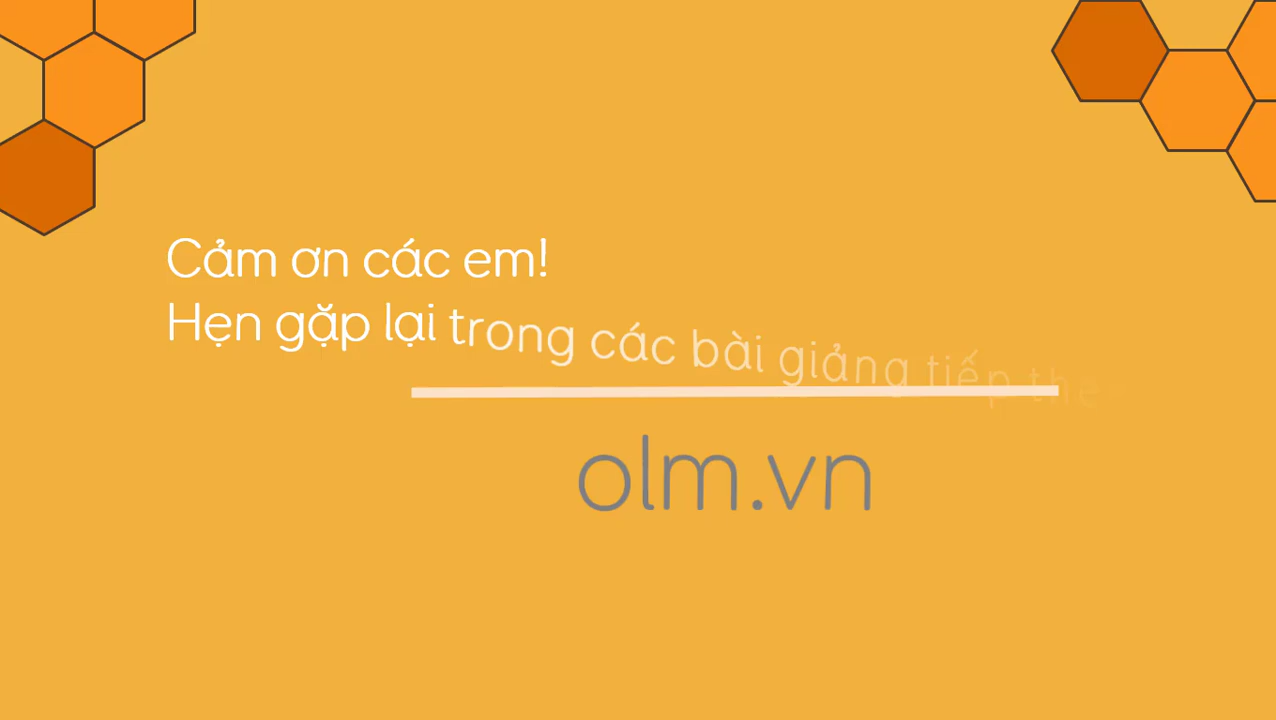 Cảm ơn các em!
Hẹn gặp lại trong các bài giảng tiếp
olm.vn